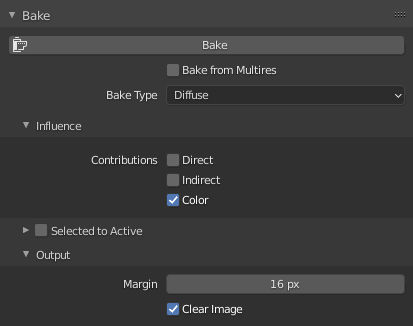 Bake
Bake
Bake from Multires
Bake Type Diffuse
Influence
Contributions Direct
Indirect
Color
Selected to Active
Output
Margin 16 px
Clear Image